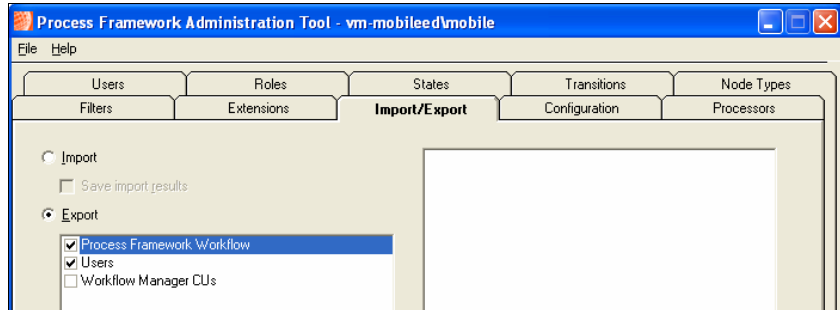 Process Framework Administration Tool - vm-mobileed\mobile
File Help
Users Roles States Transitions Node Types
Filters Extensions Import/Export Configuration Processors
Import
Save import results
Export
Process Framework Workflow
Users
Workflow Manager CUs